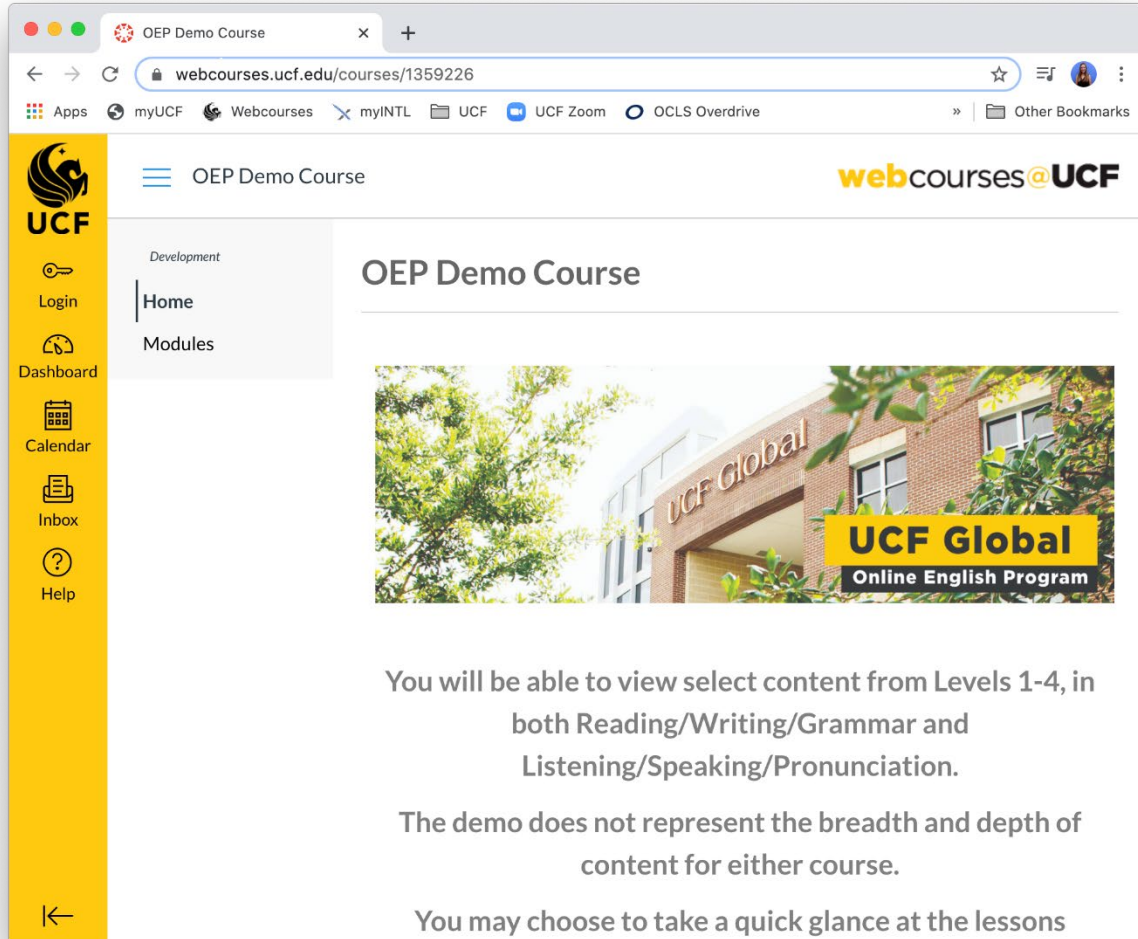 OEP Demo Course
webcourses.ucf.edu/courses/1359226
Apps myUCF Webcourses myINTL UCF UCF Zoom OCLS Overdrive » Other Bookmarks
UCF
OEP Demo Course
webcourses@UCF
Login
Dashboard
Calendar
Inbox
Help
Development
Home
Modules
OEP Demo Course
UCF Global
UCF Global
Online English Program
You will be able to view select content from Levels 1-4, in
both Reading/Writing/Grammar and
Listening/Speaking/Pronunciation.
The demo does not represent the breadth and depth of
content for either course.
You may choose to take a quick glance at the lessons